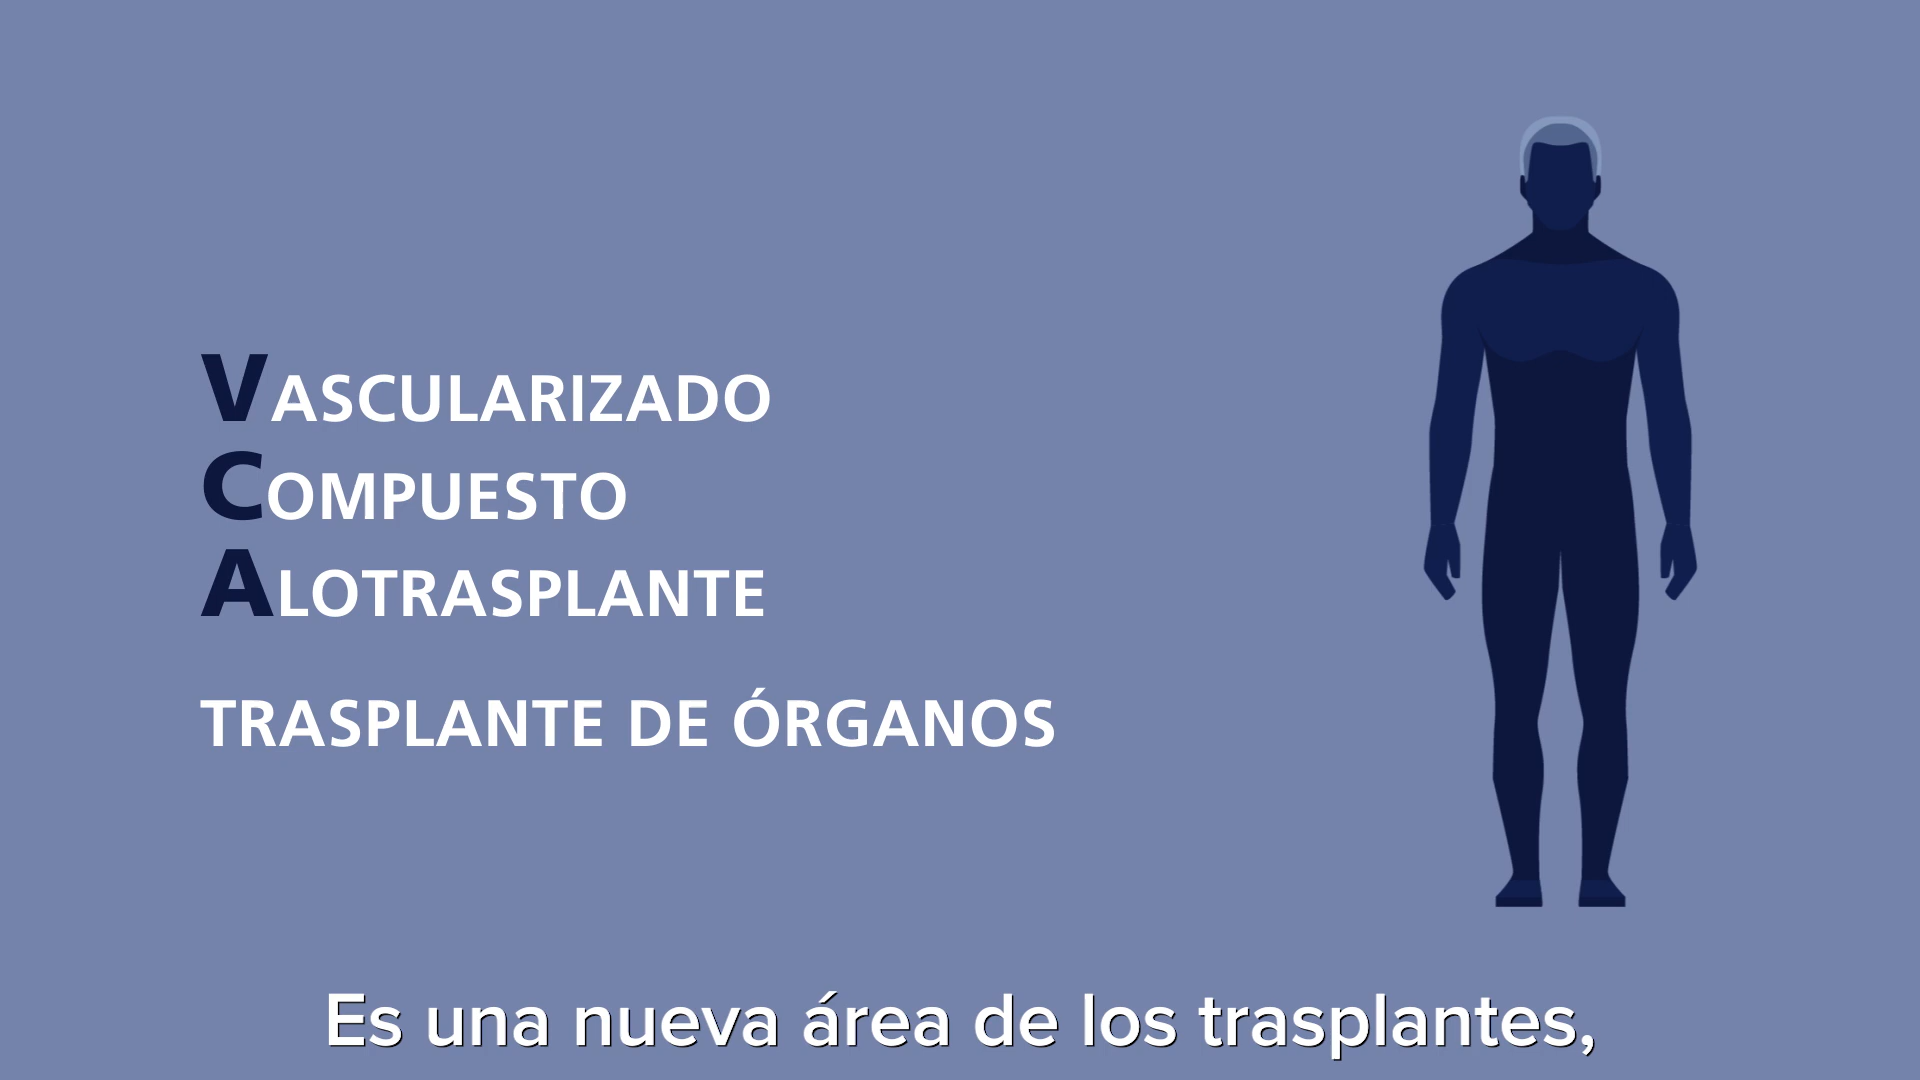 VASCULARIZADO
COMPUESTO
ALOTRASPLANTE
TRASPLANTE DE ÓRGANOS
Es una nueva área de los trasplantes,